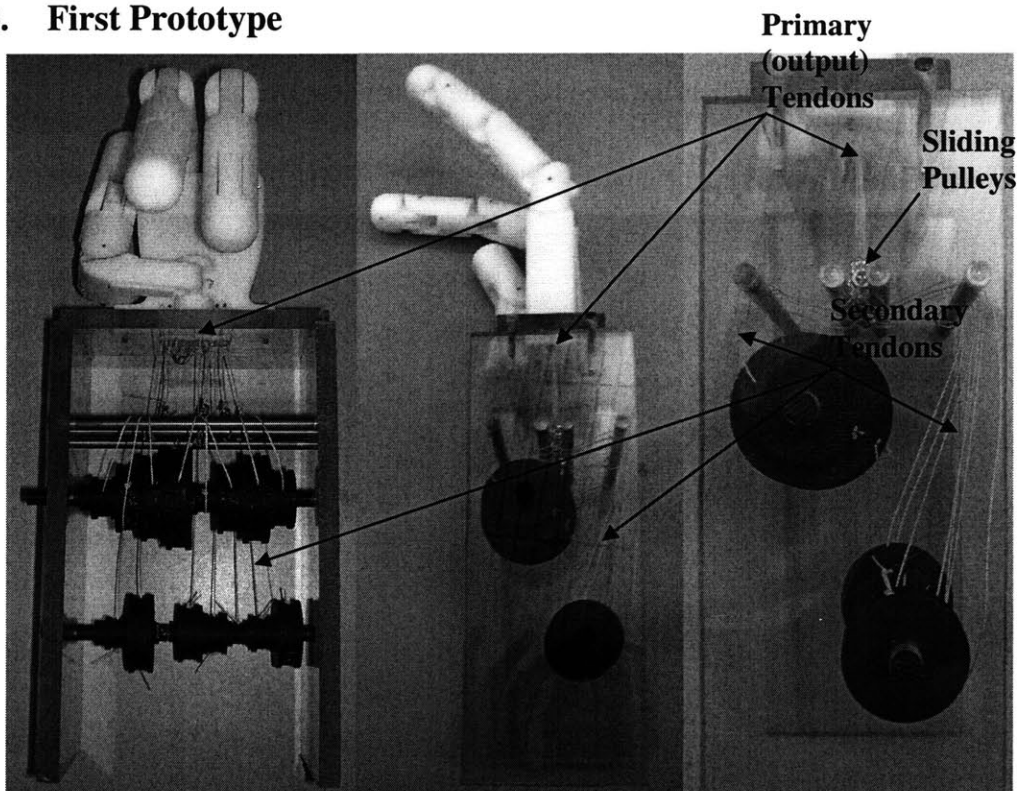 . First Prototype
Primary
(output)
Tendons
Sliding
Pulleys
Secondary
Tendons